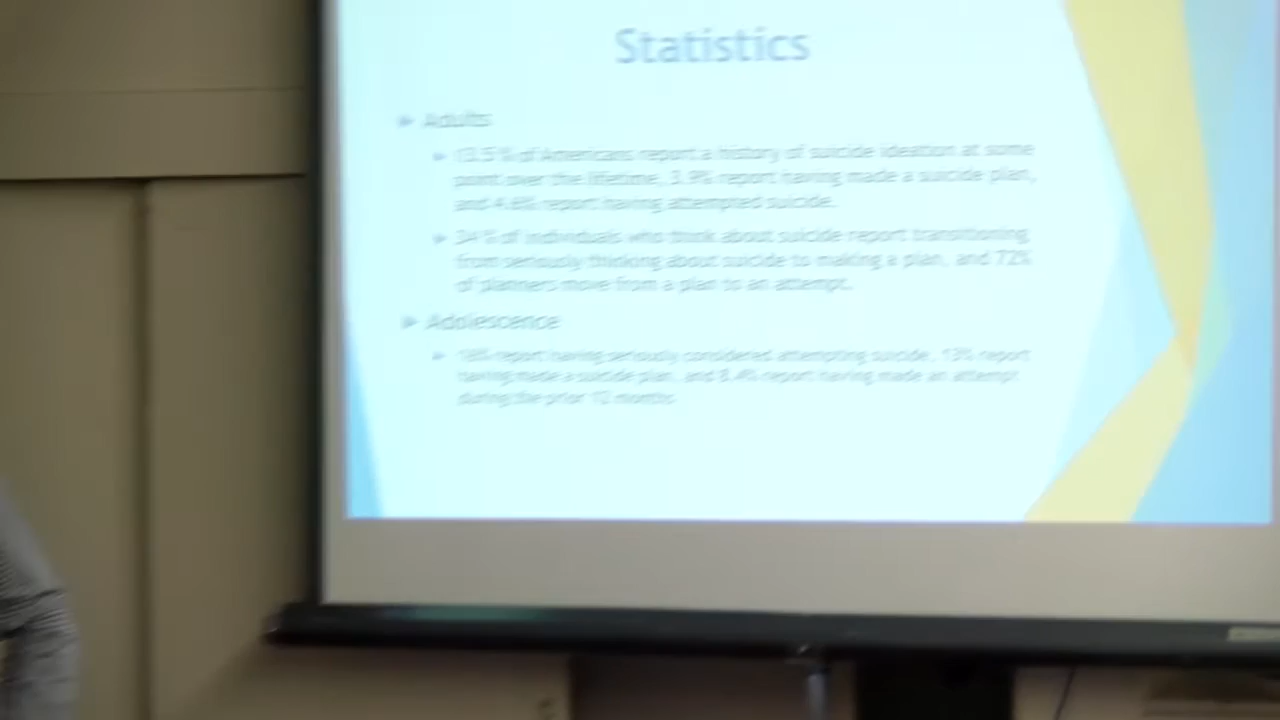 Statistics
Adults
13.5% of Americans report a history of suicide ideation at some
point over the lifetime, 3.9% report having made a suicide plan,
and 4.6% report having attempted suicide.
34% of individuals who think about suicide report transitioning
from seriously thinking about suicide to making a plan, and 72%
of planners move from a plan to an attempt.
Adolescence
report having seriously considered attempting suicide, 13% report
having made a suicide plan, and 8.4% report having made an attempt
during the prior 12 months.